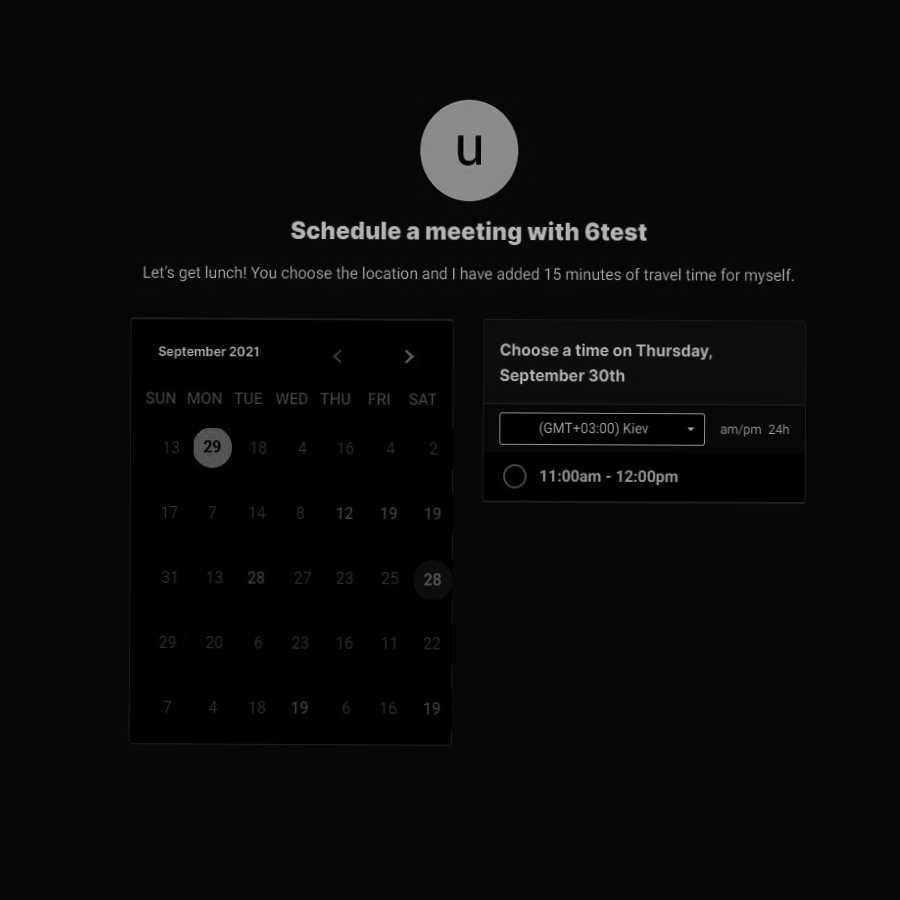 u
Schedule a meeting with 6test
Let's get lunch! You choose the location and I have added 15 minutes of travel time for myself.
September 2021
SUN MON TUE WED THU FRI SAT
13 29 18 4 16 4 2
17 7 14 8 12 19 19
31 13 28 27 23 25 28
29 20 6 23 16 11 22
7 4 18 19 6 16 19
Choose a time on Thursday,
September 30th
(GMT+03:00) Kiev
am/pm 24h
11:00am - 12:00pm